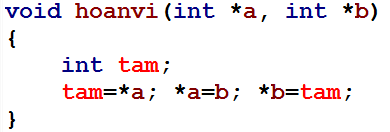 void hoanvi(int *a, int *b)
{
    int tam;
    tam=*a; *a=b; *b=tam;
}